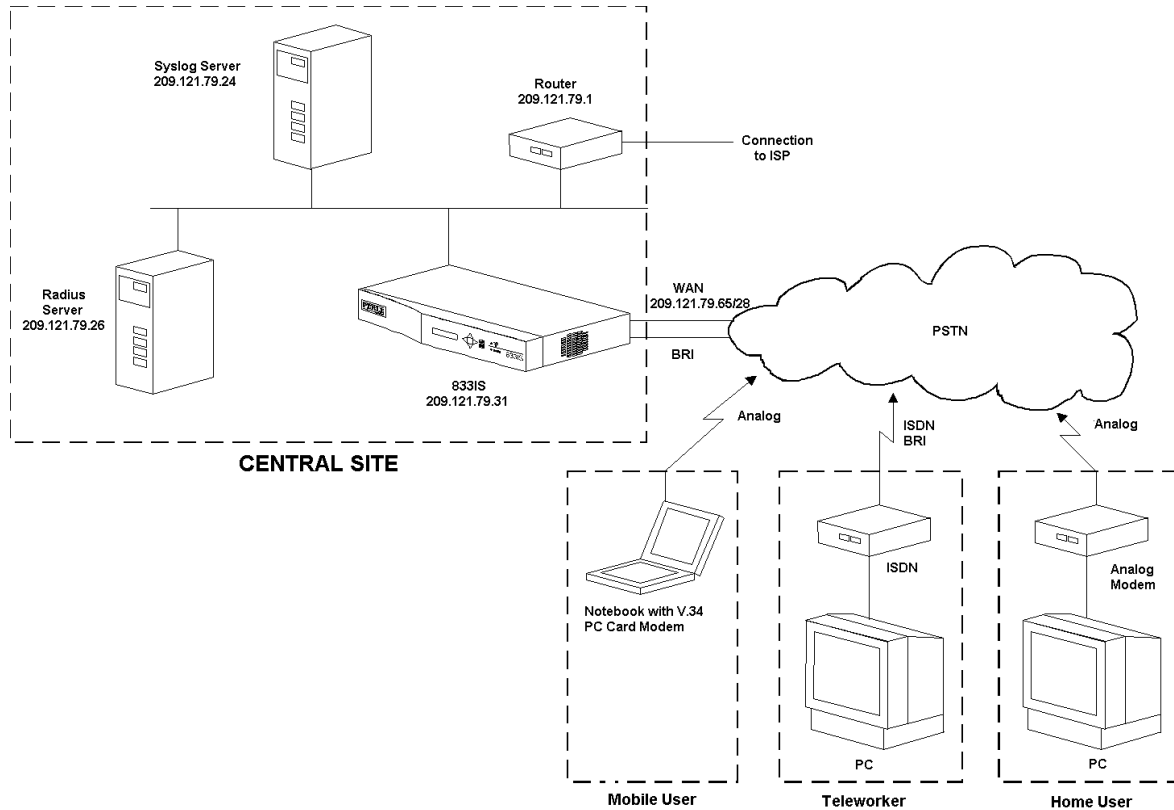 Syslog Server
209.121.79.24
Router
209.121.79.1
Connection
to ISP
Radius
Server
209.121.79.26
WAN
209.121.79.65/28
BRI
PSTN
833IS
209.121.79.31
CENTRAL SITE
Analog
ISDN
BRI
Analog
Notebook with V.34
PC Card Modem
ISDN
Analog
Modem
PC
PC
Mobile User
Teleworker
Home User